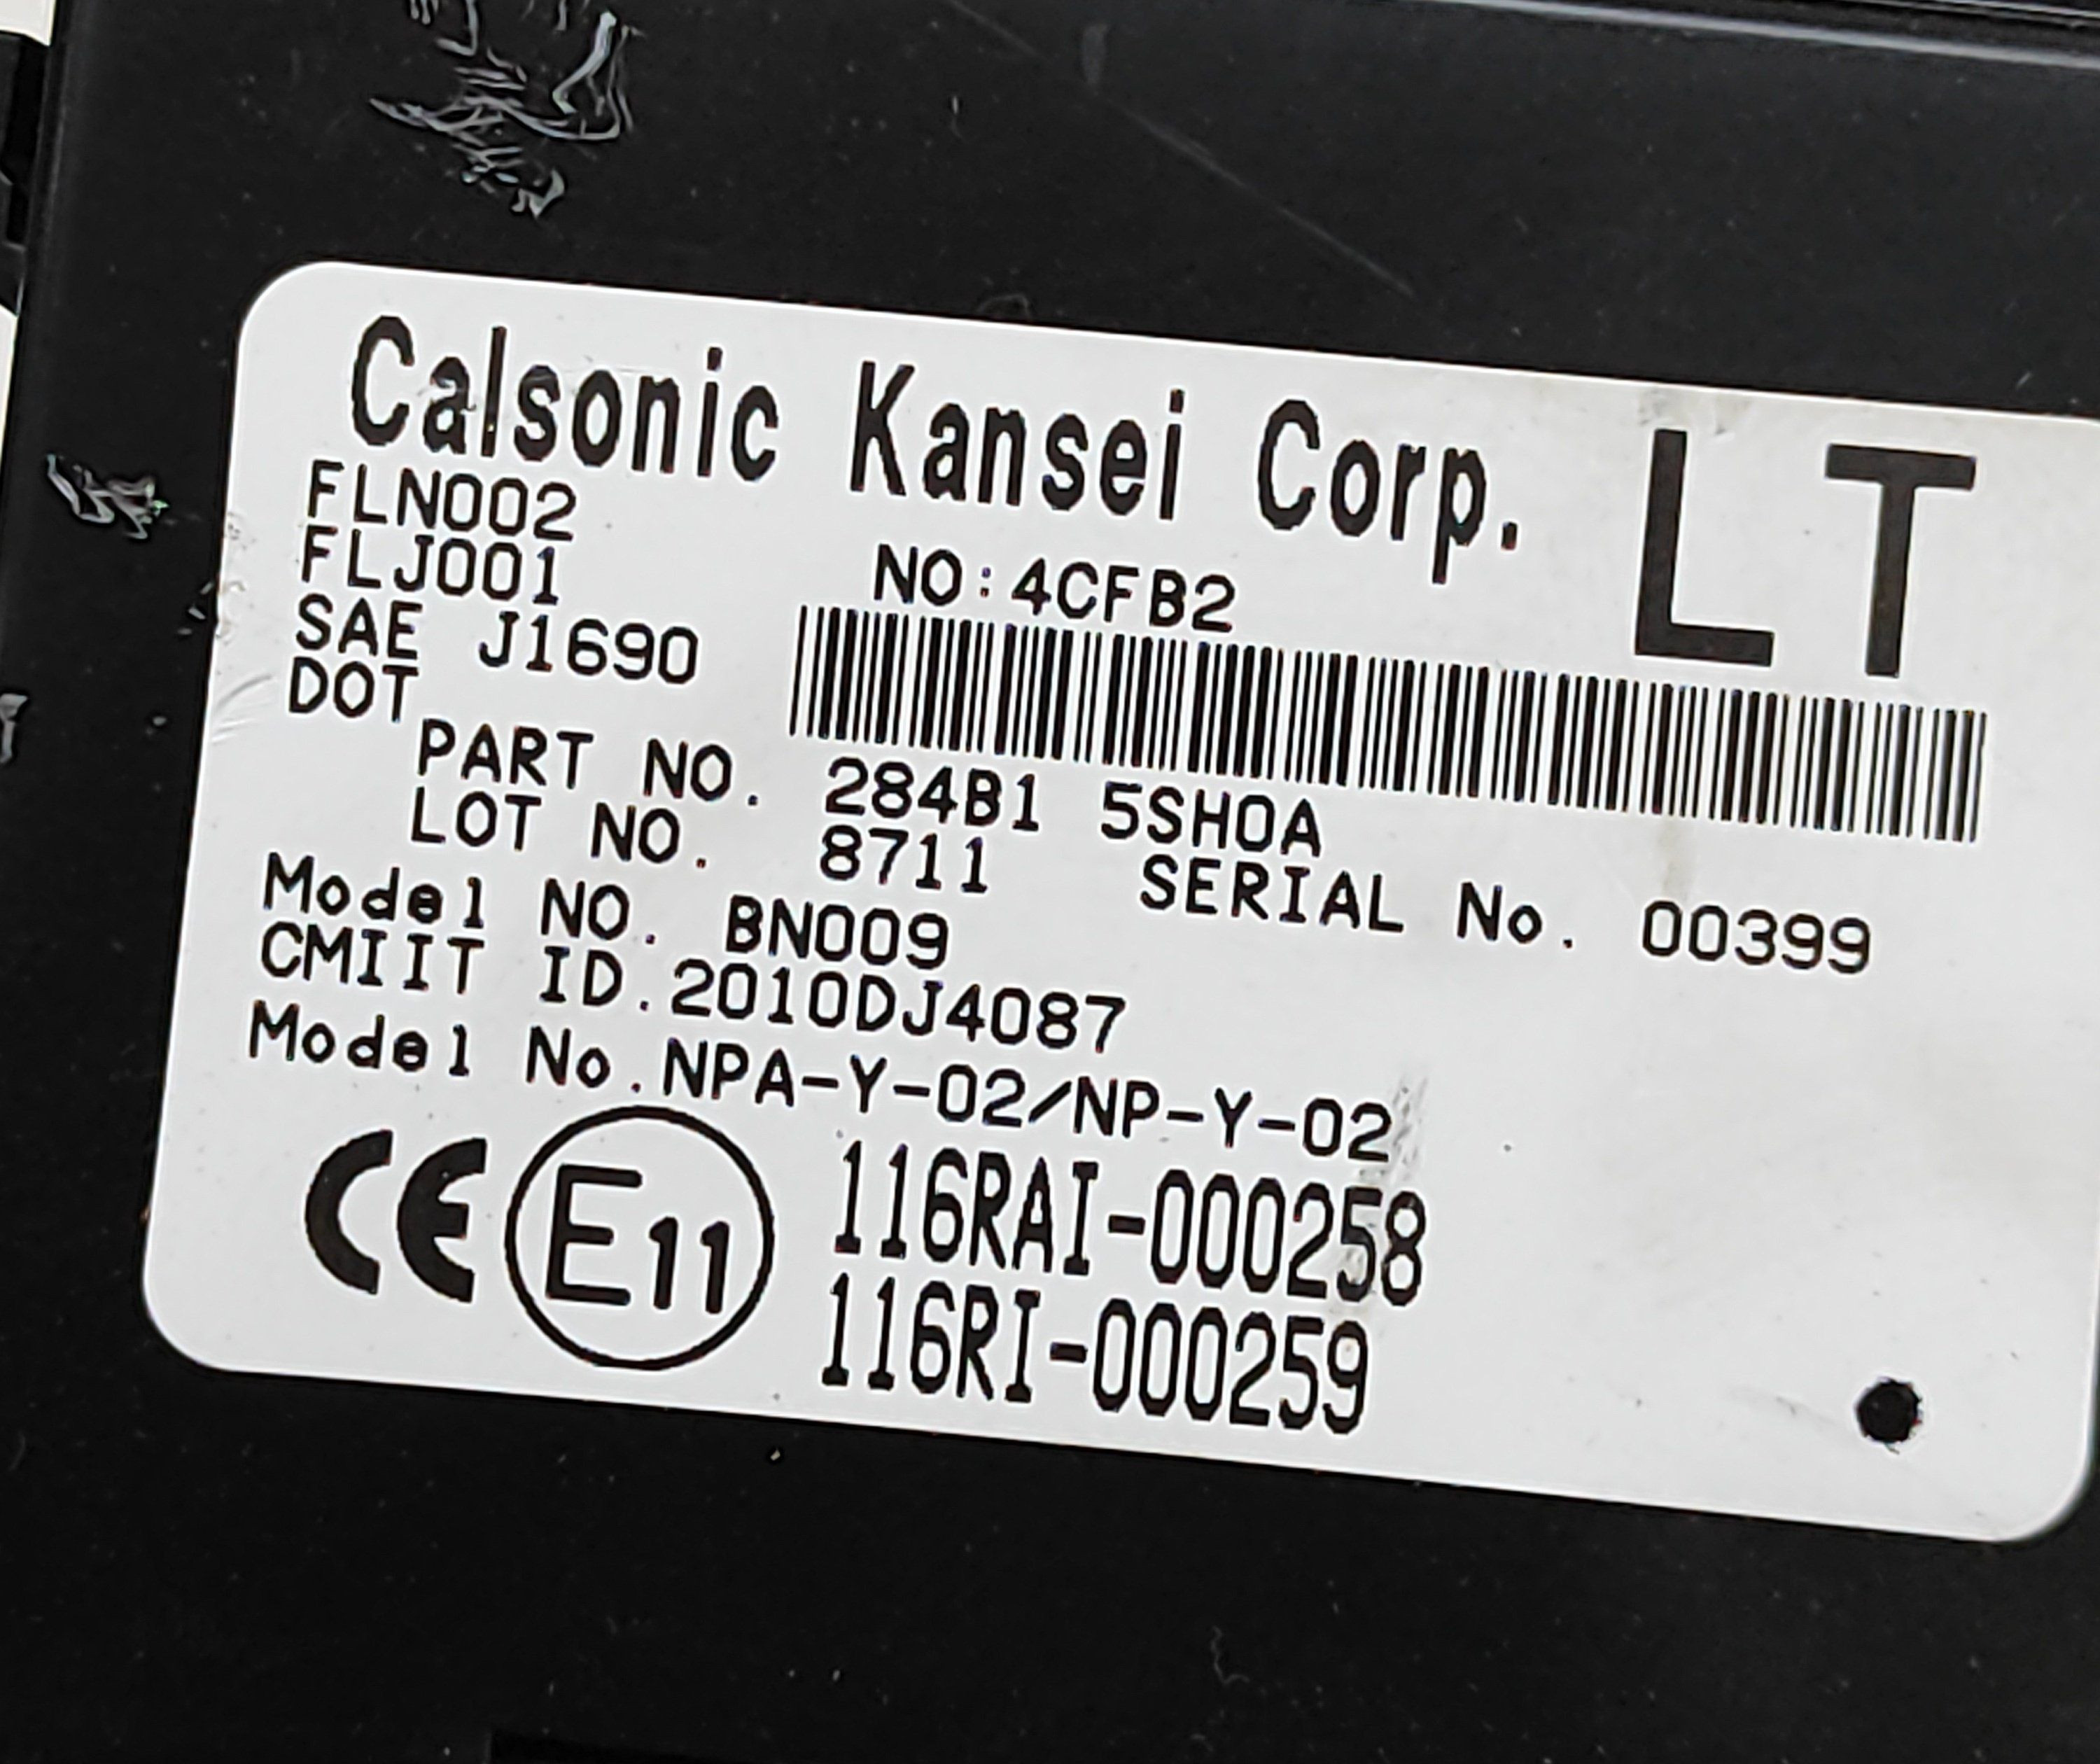 Calsonic Kansei Corp. LT
FLN002
FLJ001 NO:4CFB2
SAE J1690
DOT
PART NO. 284B1 5SH0A
LOT NO. 8711 SERIAL No. 00399
Model NO. BN009
CMIIT ID.2010DJ4087
Model No.NPA-Y-02/NP-Y-02
CE E11 116RAI-000258
116RI-000259